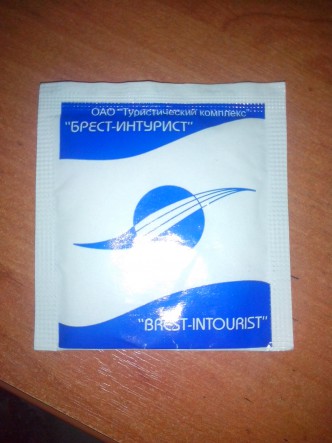 ОАО "Туристический комплекс"
"БРЕСТ-ИНТУРИСТ"
"BREST-INTOURIST"